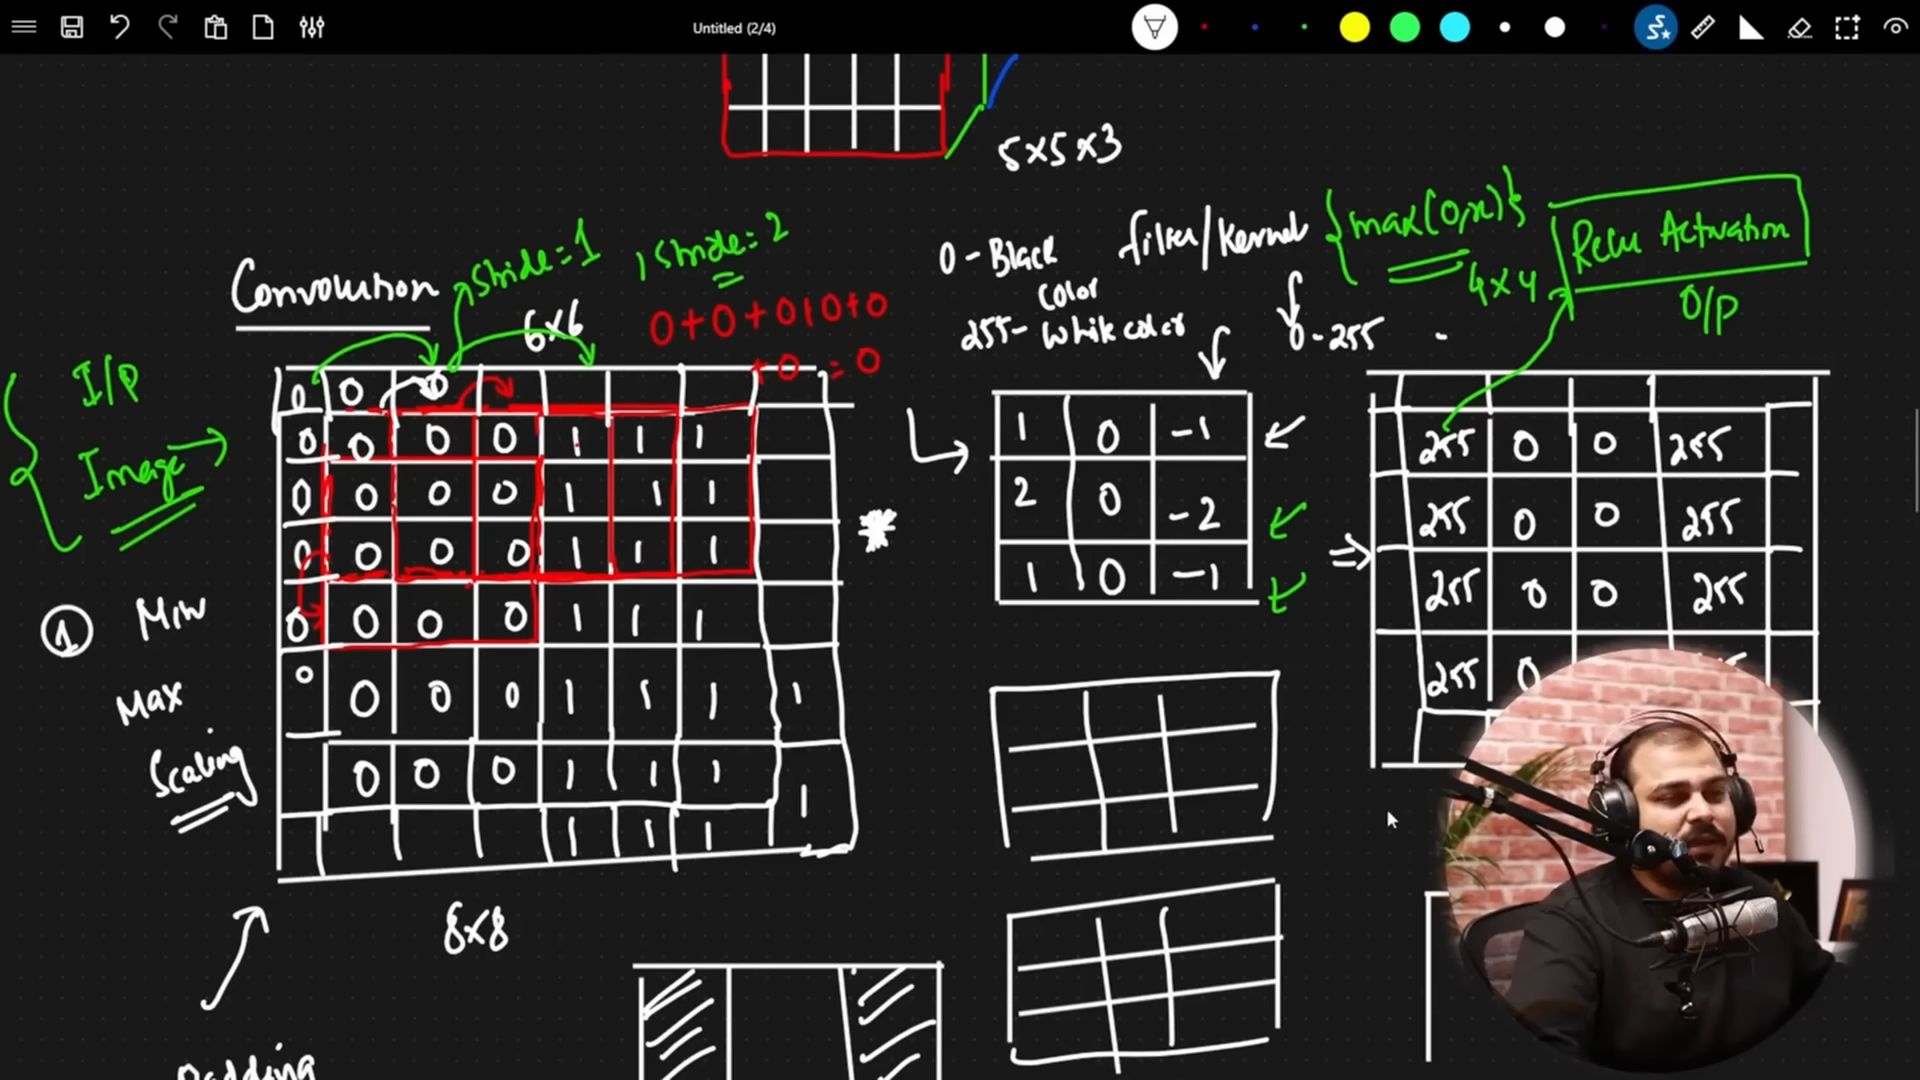 Untitled (2/4)
5x5x3
Convolution
stride=1, stride=2
6x6
0+0+0+0+0
+0=0
0-Black
Color
255- White color
filter/Kernel
{max(0,x)}
4x4
0-255
Relu Activation
O/P
I/P
Image
0 0 0
0 0 0 0 1 1 1
0 0 0 0 1 1 1
0 0 0 0 1 1 1
0 0 0 0 1 1 1
0 0 0 0 1 1 1 1
0 0 0 1 1 1 1
1 1 1
*
1 0 -1
2 0 -2
1 0 -1
255 0 0 255
255 0 0 255
255 0 0 255
255 0
① Min
Max
Scaling
8x8
Padding